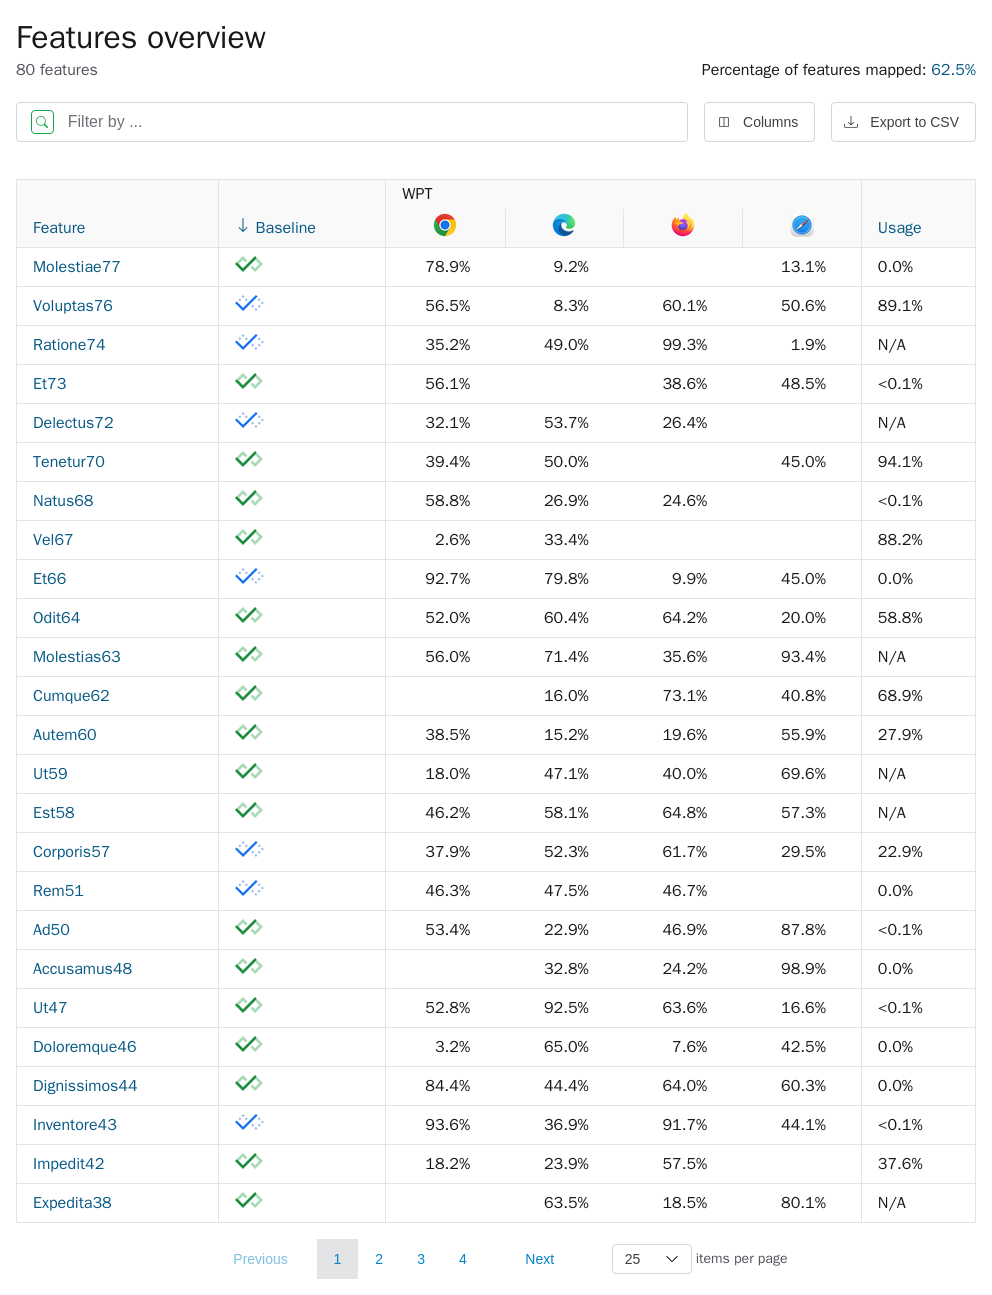 Features overview
80 features
Percentage of features mapped: 62.5%
Filter by ...
Columns
Export to CSV
WPT
Feature Baseline Usage
Molestiae77 78.9% 9.2% 13.1% 0.0%
Voluptas76 56.5% 8.3% 60.1% 50.6% 89.1%
Ratione74 35.2% 49.0% 99.3% 1.9% N/A
Et73 56.1% 38.6% 48.5% <0.1%
Delectus72 32.1% 53.7% 26.4% N/A
Tenetur70 39.4% 50.0% 45.0% 94.1%
Natus68 58.8% 26.9% 24.6% <0.1%
Vel67 2.6% 33.4% 88.2%
Et66 92.7% 79.8% 9.9% 45.0% 0.0%
Odit64 52.0% 60.4% 64.2% 20.0% 58.8%
Molestias63 56.0% 71.4% 35.6% 93.4% N/A
Cumque62 16.0% 73.1% 40.8% 68.9%
Autem60 38.5% 15.2% 19.6% 55.9% 27.9%
Ut59 18.0% 47.1% 40.0% 69.6% N/A
Est58 46.2% 58.1% 64.8% 57.3% N/A
Corporis57 37.9% 52.3% 61.7% 29.5% 22.9%
Rem51 46.3% 47.5% 46.7% 0.0%
Ad50 53.4% 22.9% 46.9% 87.8% <0.1%
Accusamus48 32.8% 24.2% 98.9% 0.0%
Ut47 52.8% 92.5% 63.6% 16.6% <0.1%
Doloremque46 3.2% 65.0% 7.6% 42.5% 0.0%
Dignissimos44 84.4% 44.4% 64.0% 60.3% 0.0%
Inventore43 93.6% 36.9% 91.7% 44.1% <0.1%
Impedit42 18.2% 23.9% 57.5% 37.6%
Expedita38 63.5% 18.5% 80.1% N/A
Previous 1 2 3 4 Next 25 items per page